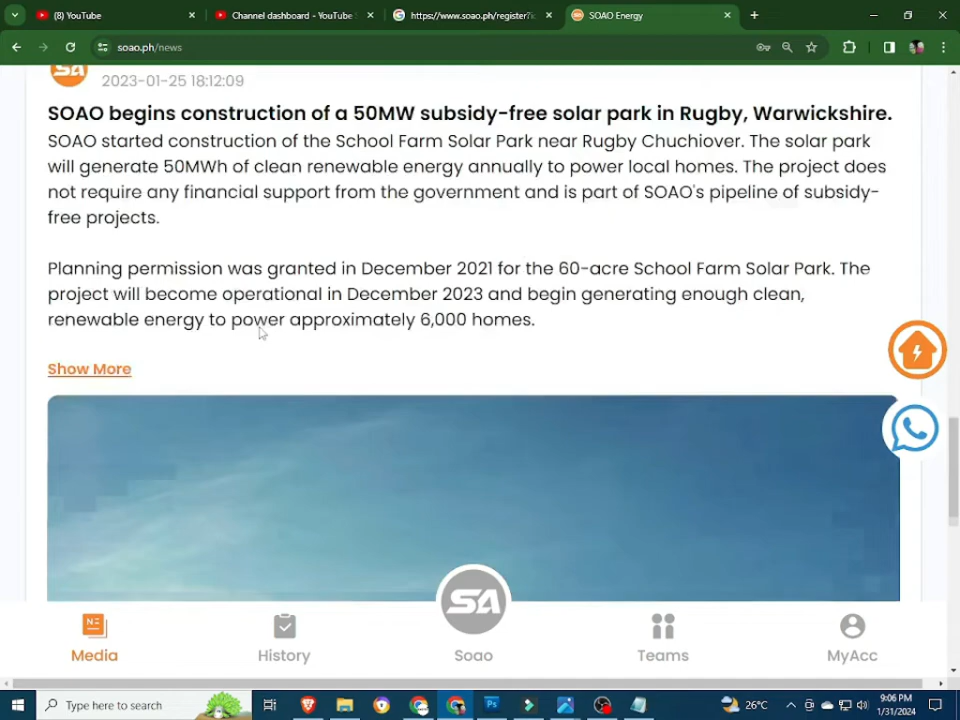 (8) YouTube
Channel dashboard - YouTube
https://www.soao.ph/register?i
SOAO Energy
soao.ph/news
SA
2023-01-25 18:12:09
SOAO begins construction of a 50MW subsidy-free solar park in Rugby, Warwickshire.
SOAO started construction of the School Farm Solar Park near Rugby Chuchiover. The solar park
will generate 50MWh of clean renewable energy annually to power local homes. The project does
not require any financial support from the government and is part of SOAO's pipeline of subsidy-
free projects.
Planning permission was granted in December 2021 for the 60-acre School Farm Solar Park. The
project will become operational in December 2023 and begin generating enough clean,
renewable energy to power approximately 6,000 homes.
Show More
SA
Media
History
Soao
Teams
MyAcc
Type here to search
26°C
9:06 PM
1/31/2024